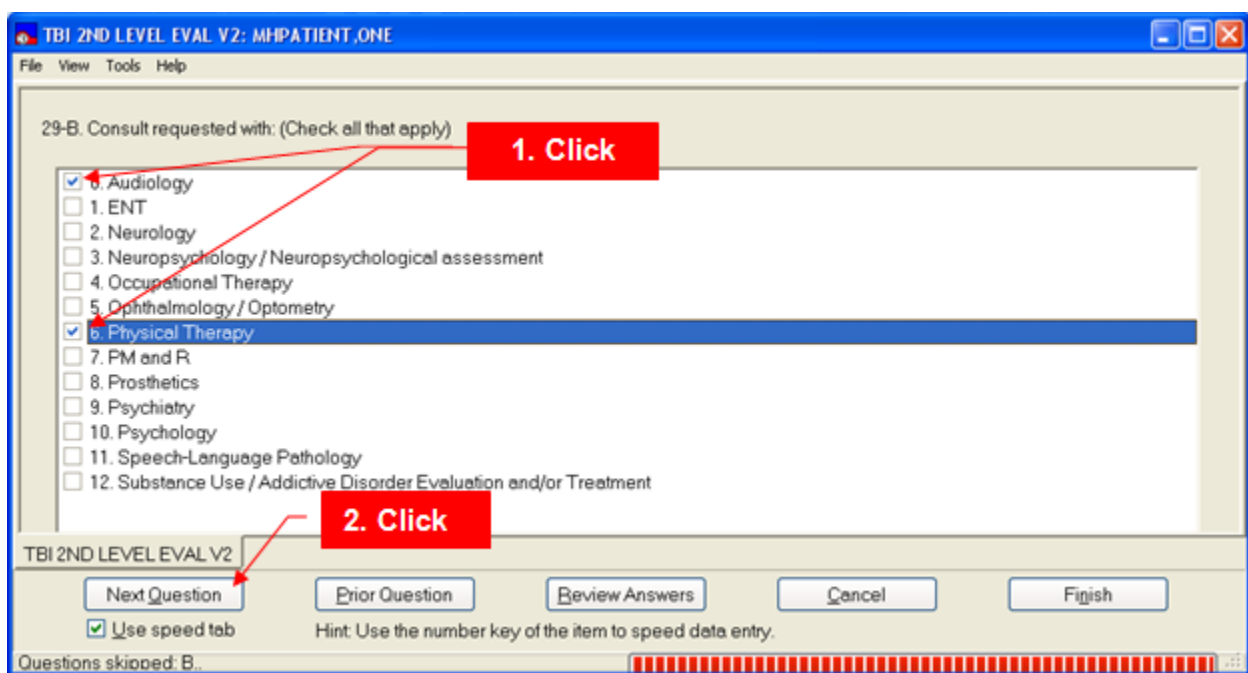 TBI 2ND LEVEL EVAL V2: MHPATIENT,ONE
File View Tools Help
29-B. Consult requested with: (Check all that apply)
1. Click
0. Audiology
1. ENT
2. Neurology
3. Neuropsychology / Neuropsychological assessment
4. Occupational Therapy
5. Ophthalmology / Optometry
6. Physical Therapy
7. PM and R
8. Prosthetics
9. Psychiatry
10. Psychology
11. Speech-Language Pathology
12. Substance Use / Addictive Disorder Evaluation and/or Treatment
2. Click
TBI 2ND LEVEL EVAL V2
Next Question Prior Question Review Answers Cancel Finish
Use speed tab Hint: Use the number key of the item to speed data entry.
Questions skipped: B..